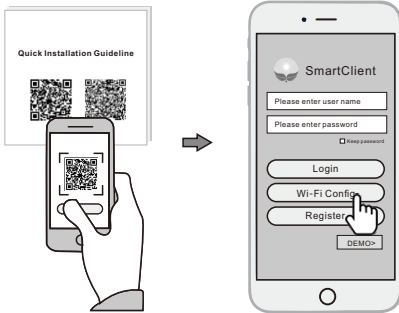 Quick Installation Guideline
SmartClient
Please enter user name
Please enter password
Keep password
Login
Wi-Fi Config
Register
DEMO>